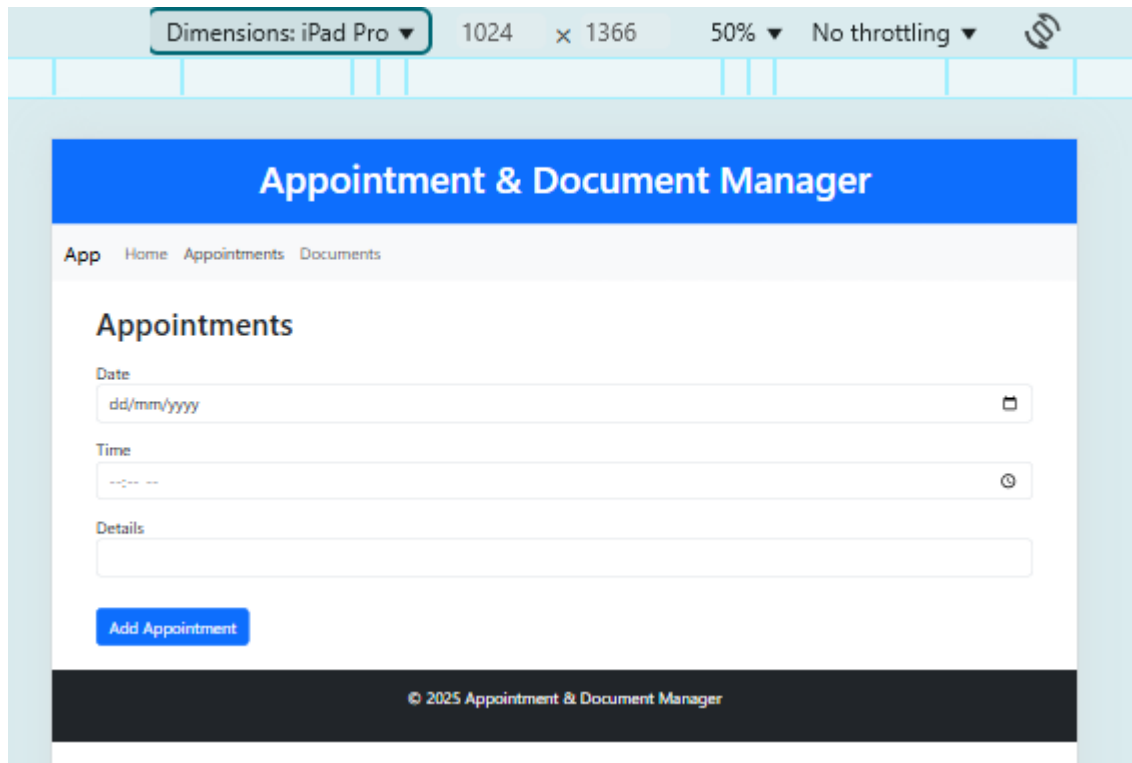 Dimensions: iPad Pro ▼ 1024 × 1366 50% ▼ No throttling ▼
Appointment & Document Manager
App Home Appointments Documents
Appointments
Date
dd/mm/yyyy
Time
--:-- --
Details
Add Appointment
© 2025 Appointment & Document Manager